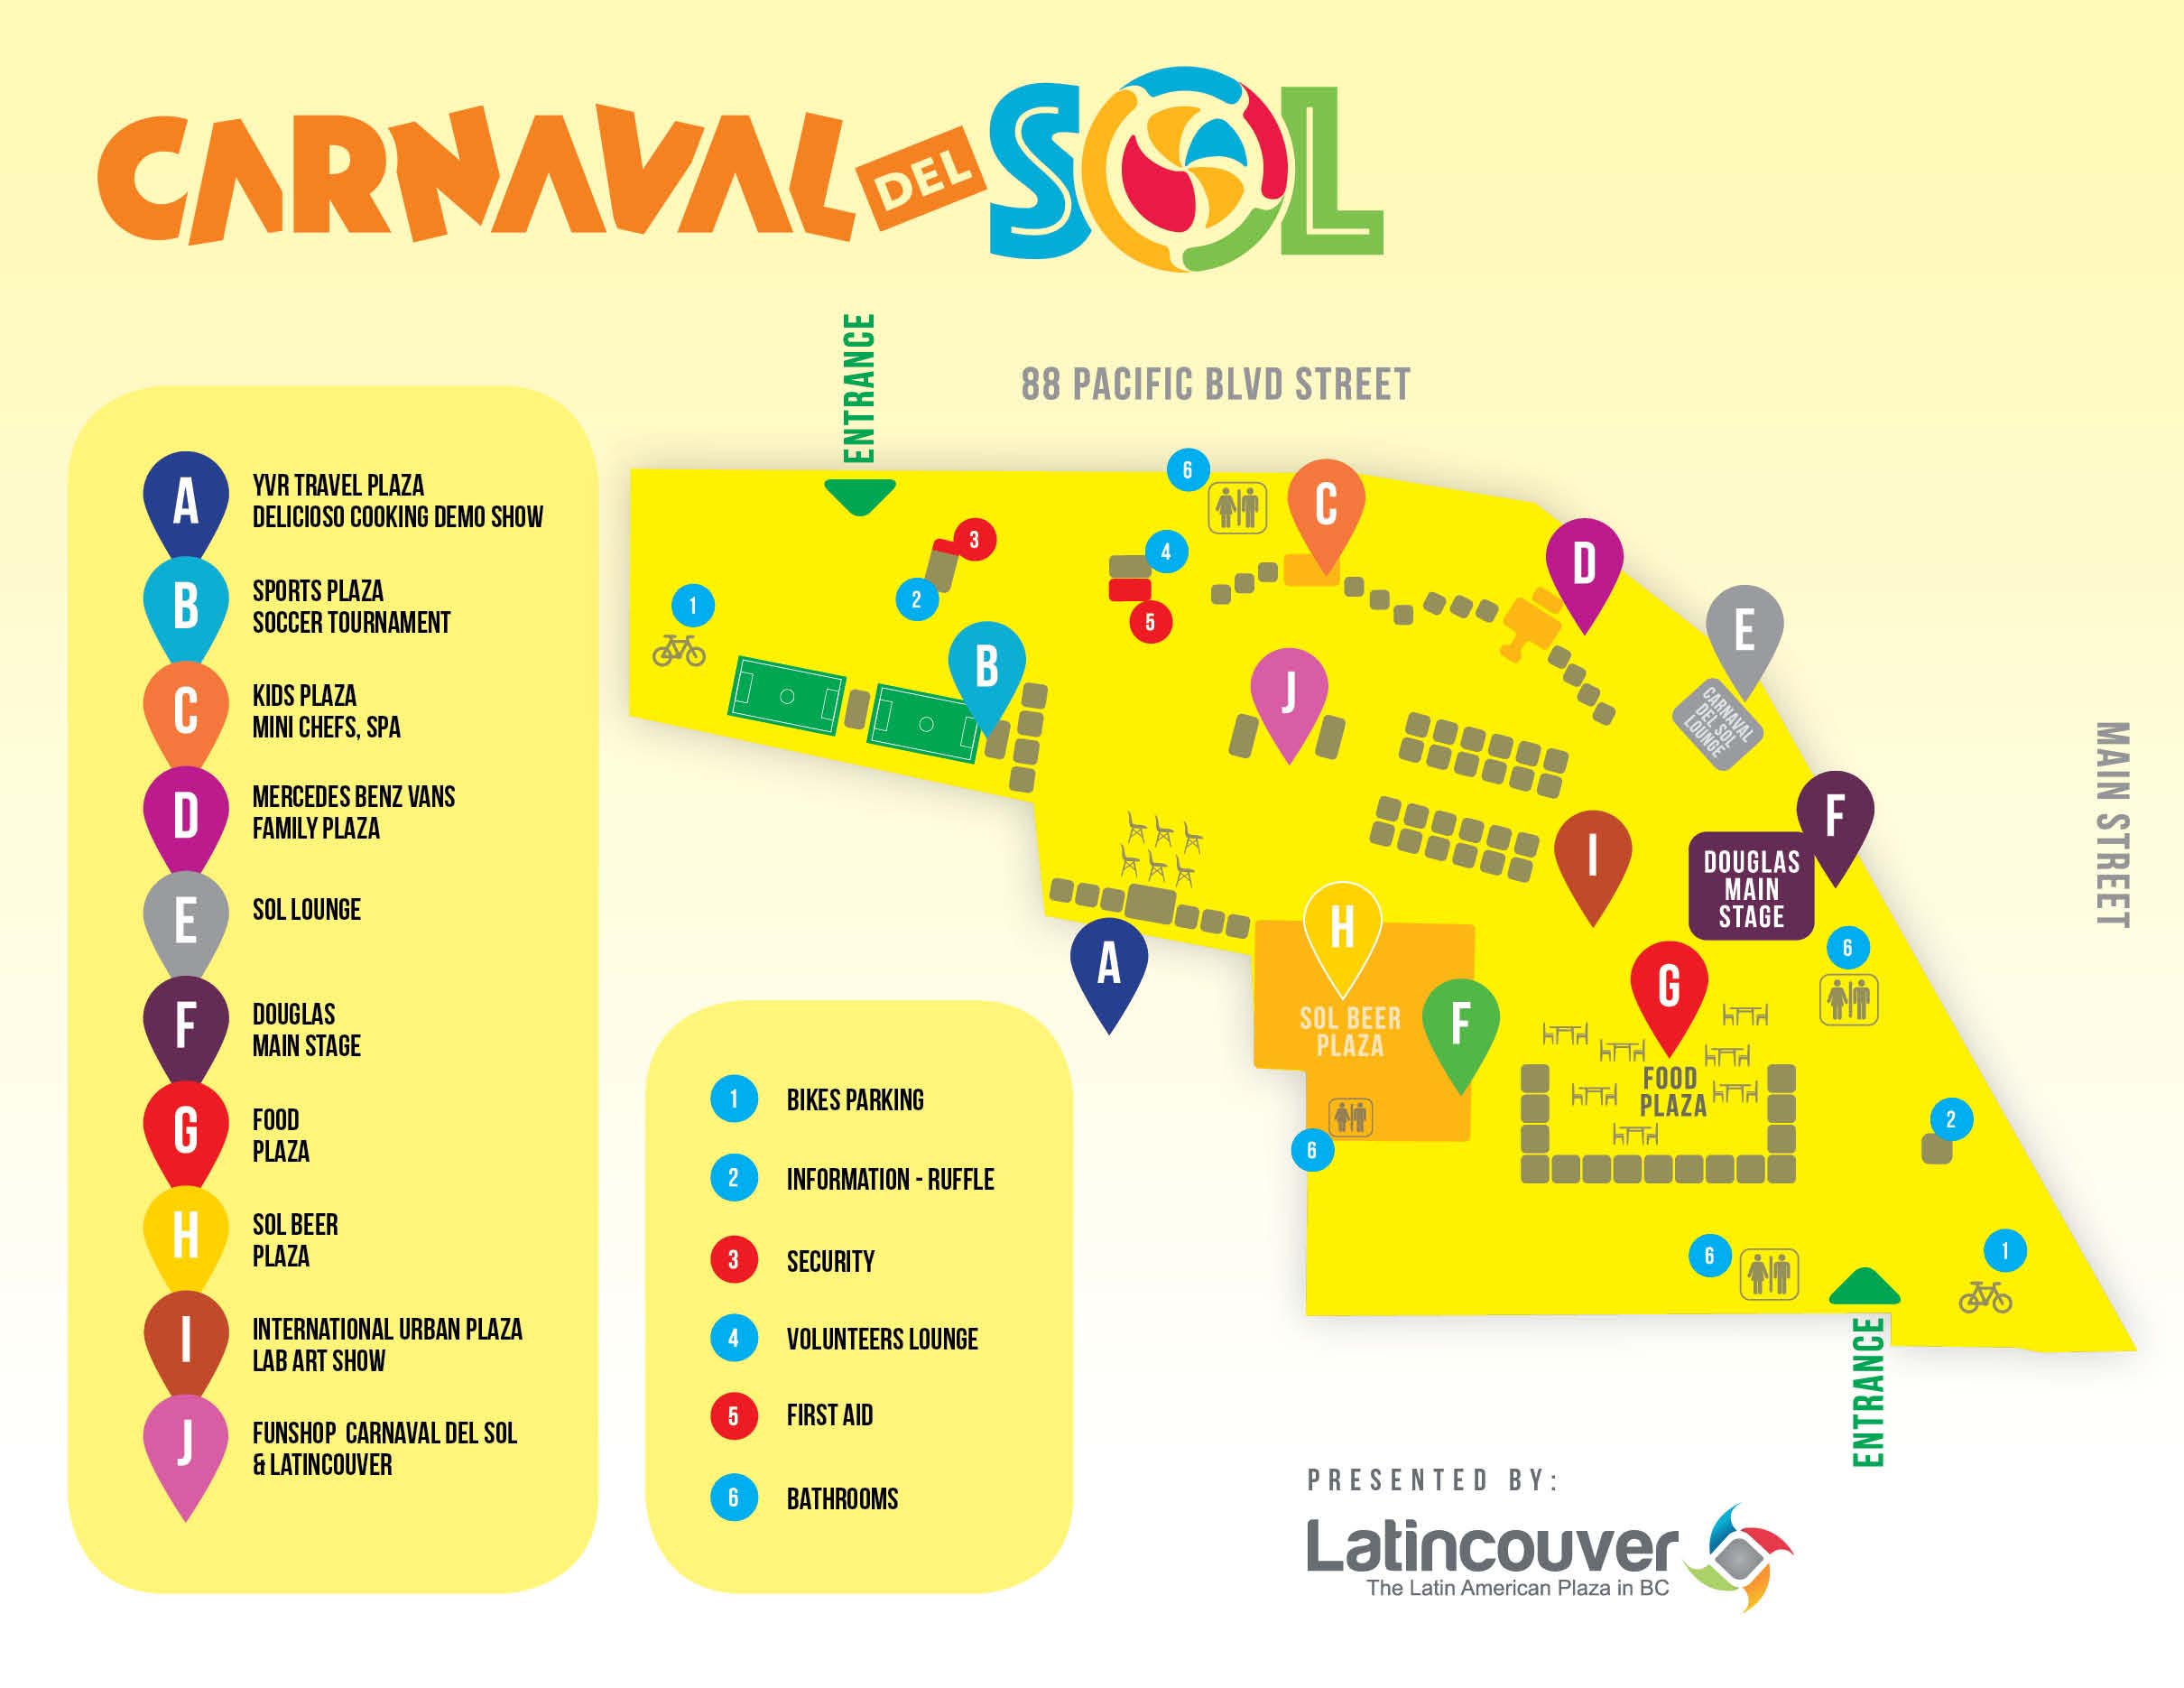 CARNAVAL DEL SOL
ENTRANCE
88 PACIFIC BLVD STREET
MAIN STREET
A
YVR TRAVEL PLAZA
DELICIOSO COOKING DEMO SHOW
B
SPORTS PLAZA
SOCCER TOURNAMENT
C
KIDS PLAZA
MINI CHEFS, SPA
D
MERCEDES BENZ VANS
FAMILY PLAZA
E
SOL LOUNGE
F
DOUGLAS
MAIN STAGE
G
FOOD
PLAZA
H
SOL BEER
PLAZA
I
INTERNATIONAL URBAN PLAZA
LAB ART SHOW
J
FUNSHOP CARNAVAL DEL SOL
& LATINCOUVER
1 BIKES PARKING
2 INFORMATION - RUFFLE
3 SECURITY
4 VOLUNTEERS LOUNGE
5 FIRST AID
6 BATHROOMS
6
C
3
4
D
2
1
5
E
B
J
CARNAVAL
DEL SOL
LOUNGE
F
I
DOUGLAS
MAIN
STAGE
A
H
6
G
SOL BEER
PLAZA
F
FOOD
PLAZA
2
6
6
1
ENTRANCE
PRESENTED BY:
Latincouver
The Latin American Plaza in BC